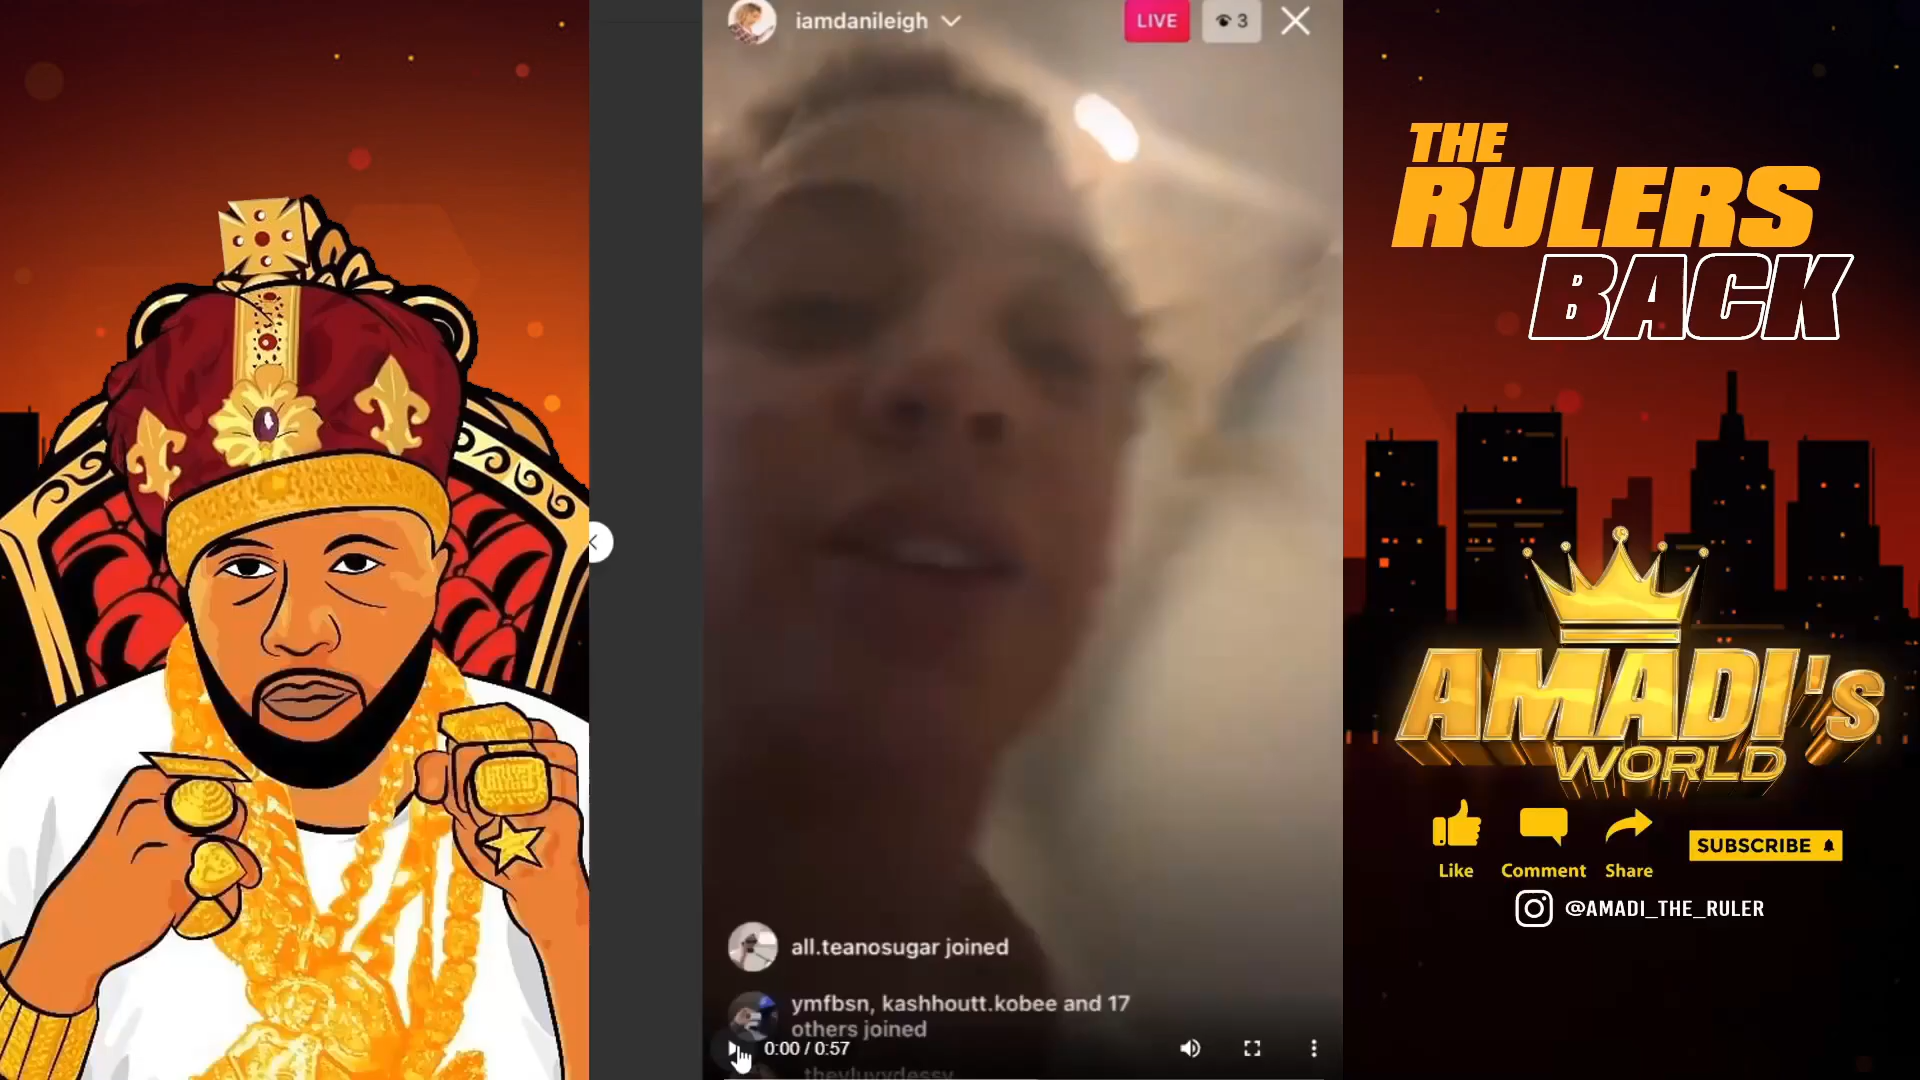 iamdanileigh
LIVE
3
THE
RULERS
BACK
AMADI's
WORLD
Like
Comment
Share
SUBSCRIBE
@AMADI_THE_RULER
all.teanosugar joined
ymfbsn, kashhoutt.kobee and 17
others joined
0:00 / 0:57